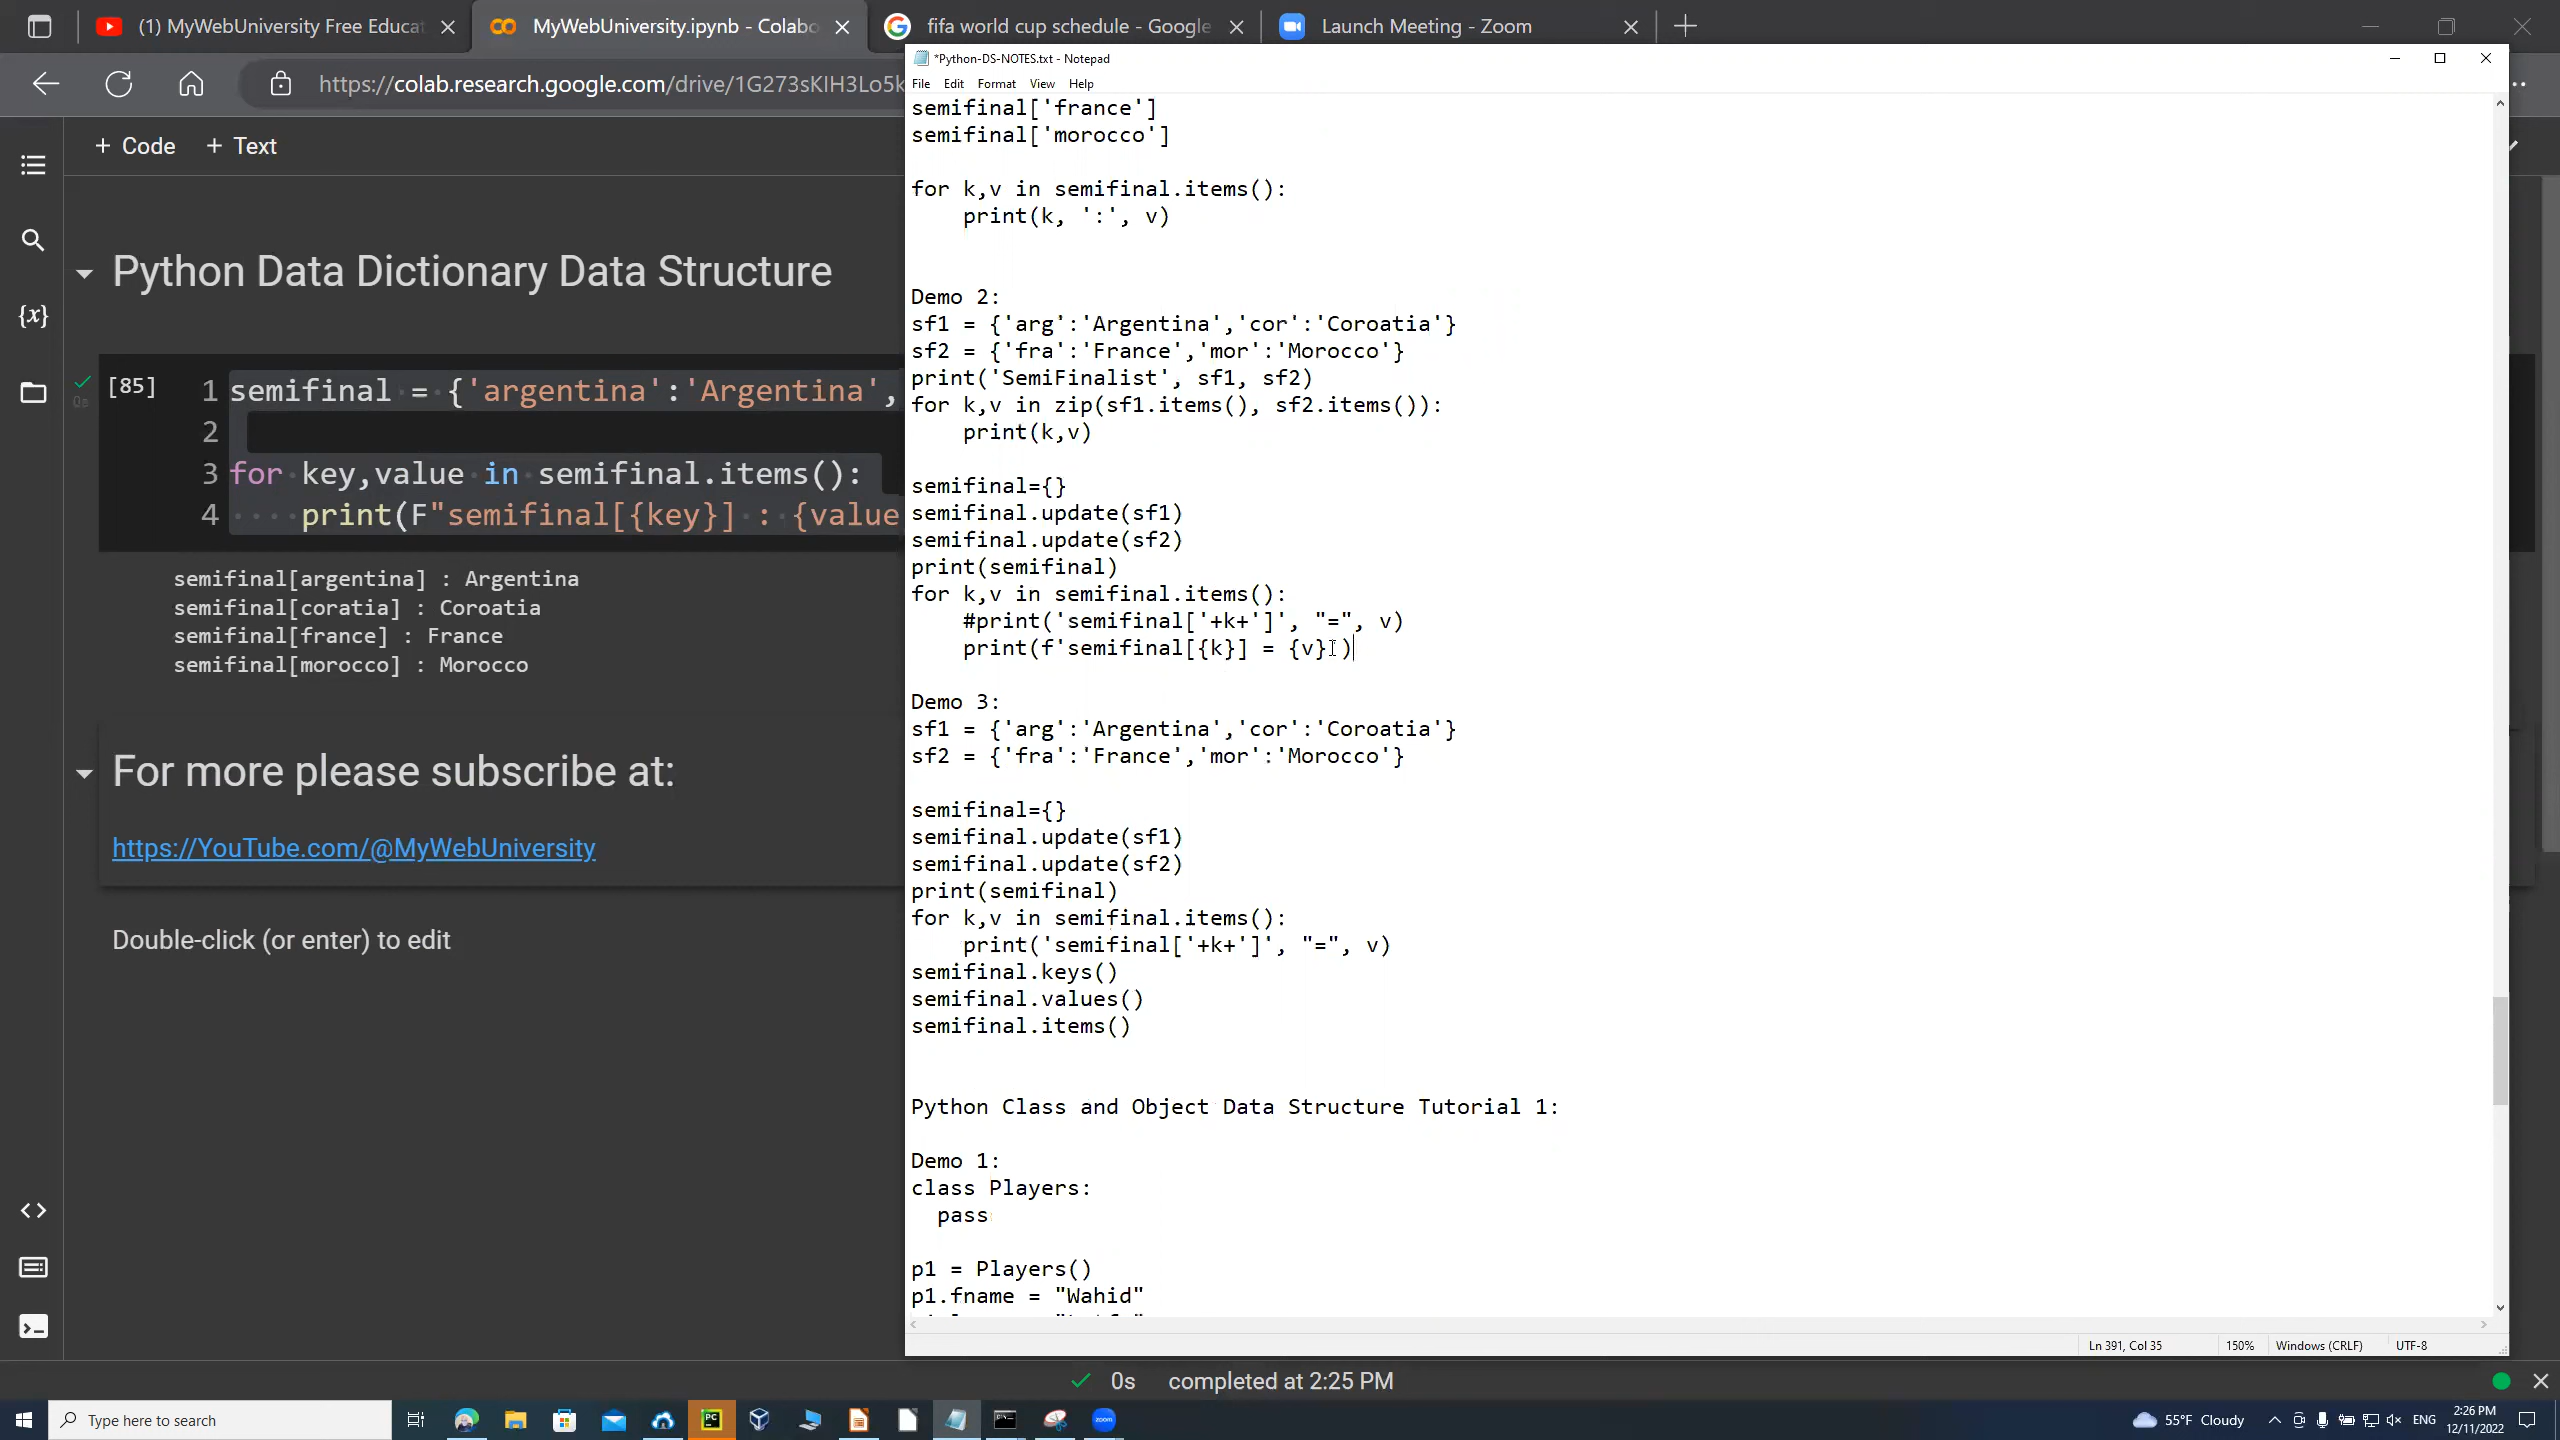 (1) MyWebUniversity Free Educat
MyWebUniversity.ipynb - Colabo
fifa world cup schedule - Google
Launch Meeting - Zoom
https://colab.research.google.com/drive/1G273sKIH3Lo5k
*Python-DS-NOTES.txt - Notepad
File Edit Format View Help
+ Code + Text
Python Data Dictionary Data Structure
[85]
1 semifinal = {'argentina':'Argentina',
2
3 for key,value in semifinal.items():
4     print(F"semifinal[{key}] : {value
semifinal[argentina] : Argentina
semifinal[coratia] : Coroatia
semifinal[france] : France
semifinal[morocco] : Morocco
For more please subscribe at:
https://YouTube.com/@MyWebUniversity
Double-click (or enter) to edit
semifinal['france']
semifinal['morocco']
for k,v in semifinal.items():
    print(k, ':', v)
Demo 2:
sf1 = {'arg':'Argentina','cor':'Coroatia'}
sf2 = {'fra':'France','mor':'Morocco'}
print('SemiFinalist', sf1, sf2)
for k,v in zip(sf1.items(), sf2.items()):
    print(k,v)
semifinal={}
semifinal.update(sf1)
semifinal.update(sf2)
print(semifinal)
for k,v in semifinal.items():
    #print('semifinal['+k+']', "=", v)
    print(f'semifinal[{k}] = {v}')
Demo 3:
sf1 = {'arg':'Argentina','cor':'Coroatia'}
sf2 = {'fra':'France','mor':'Morocco'}
semifinal={}
semifinal.update(sf1)
semifinal.update(sf2)
print(semifinal)
for k,v in semifinal.items():
    print('semifinal['+k+']', "=", v)
semifinal.keys()
semifinal.values()
semifinal.items()
Python Class and Object Data Structure Tutorial 1:
Demo 1:
class Players:
  pass
p1 = Players()
p1.fname = "Wahid"
Ln 391, Col 35
150%
Windows (CRLF)
UTF-8
0s completed at 2:25 PM
Type here to search
PC
zoom
55°F Cloudy
ENG
2:26 PM
12/11/2022